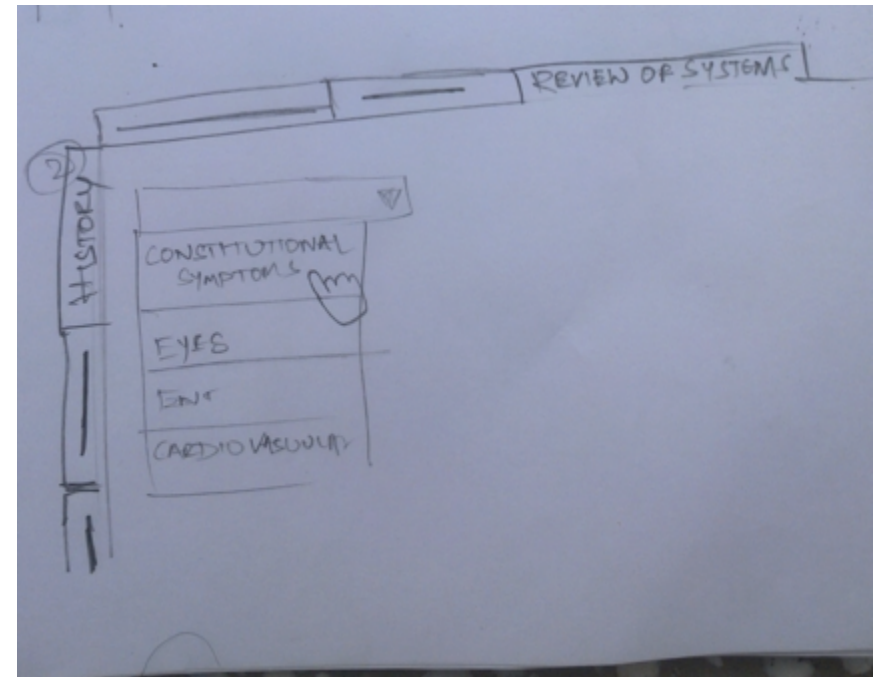 REVIEW OF SYSTEMS
2
HISTORY
CONSTITUTIONAL
SYMPTOMS
EYES
ENT
CARDIOVASCULAR